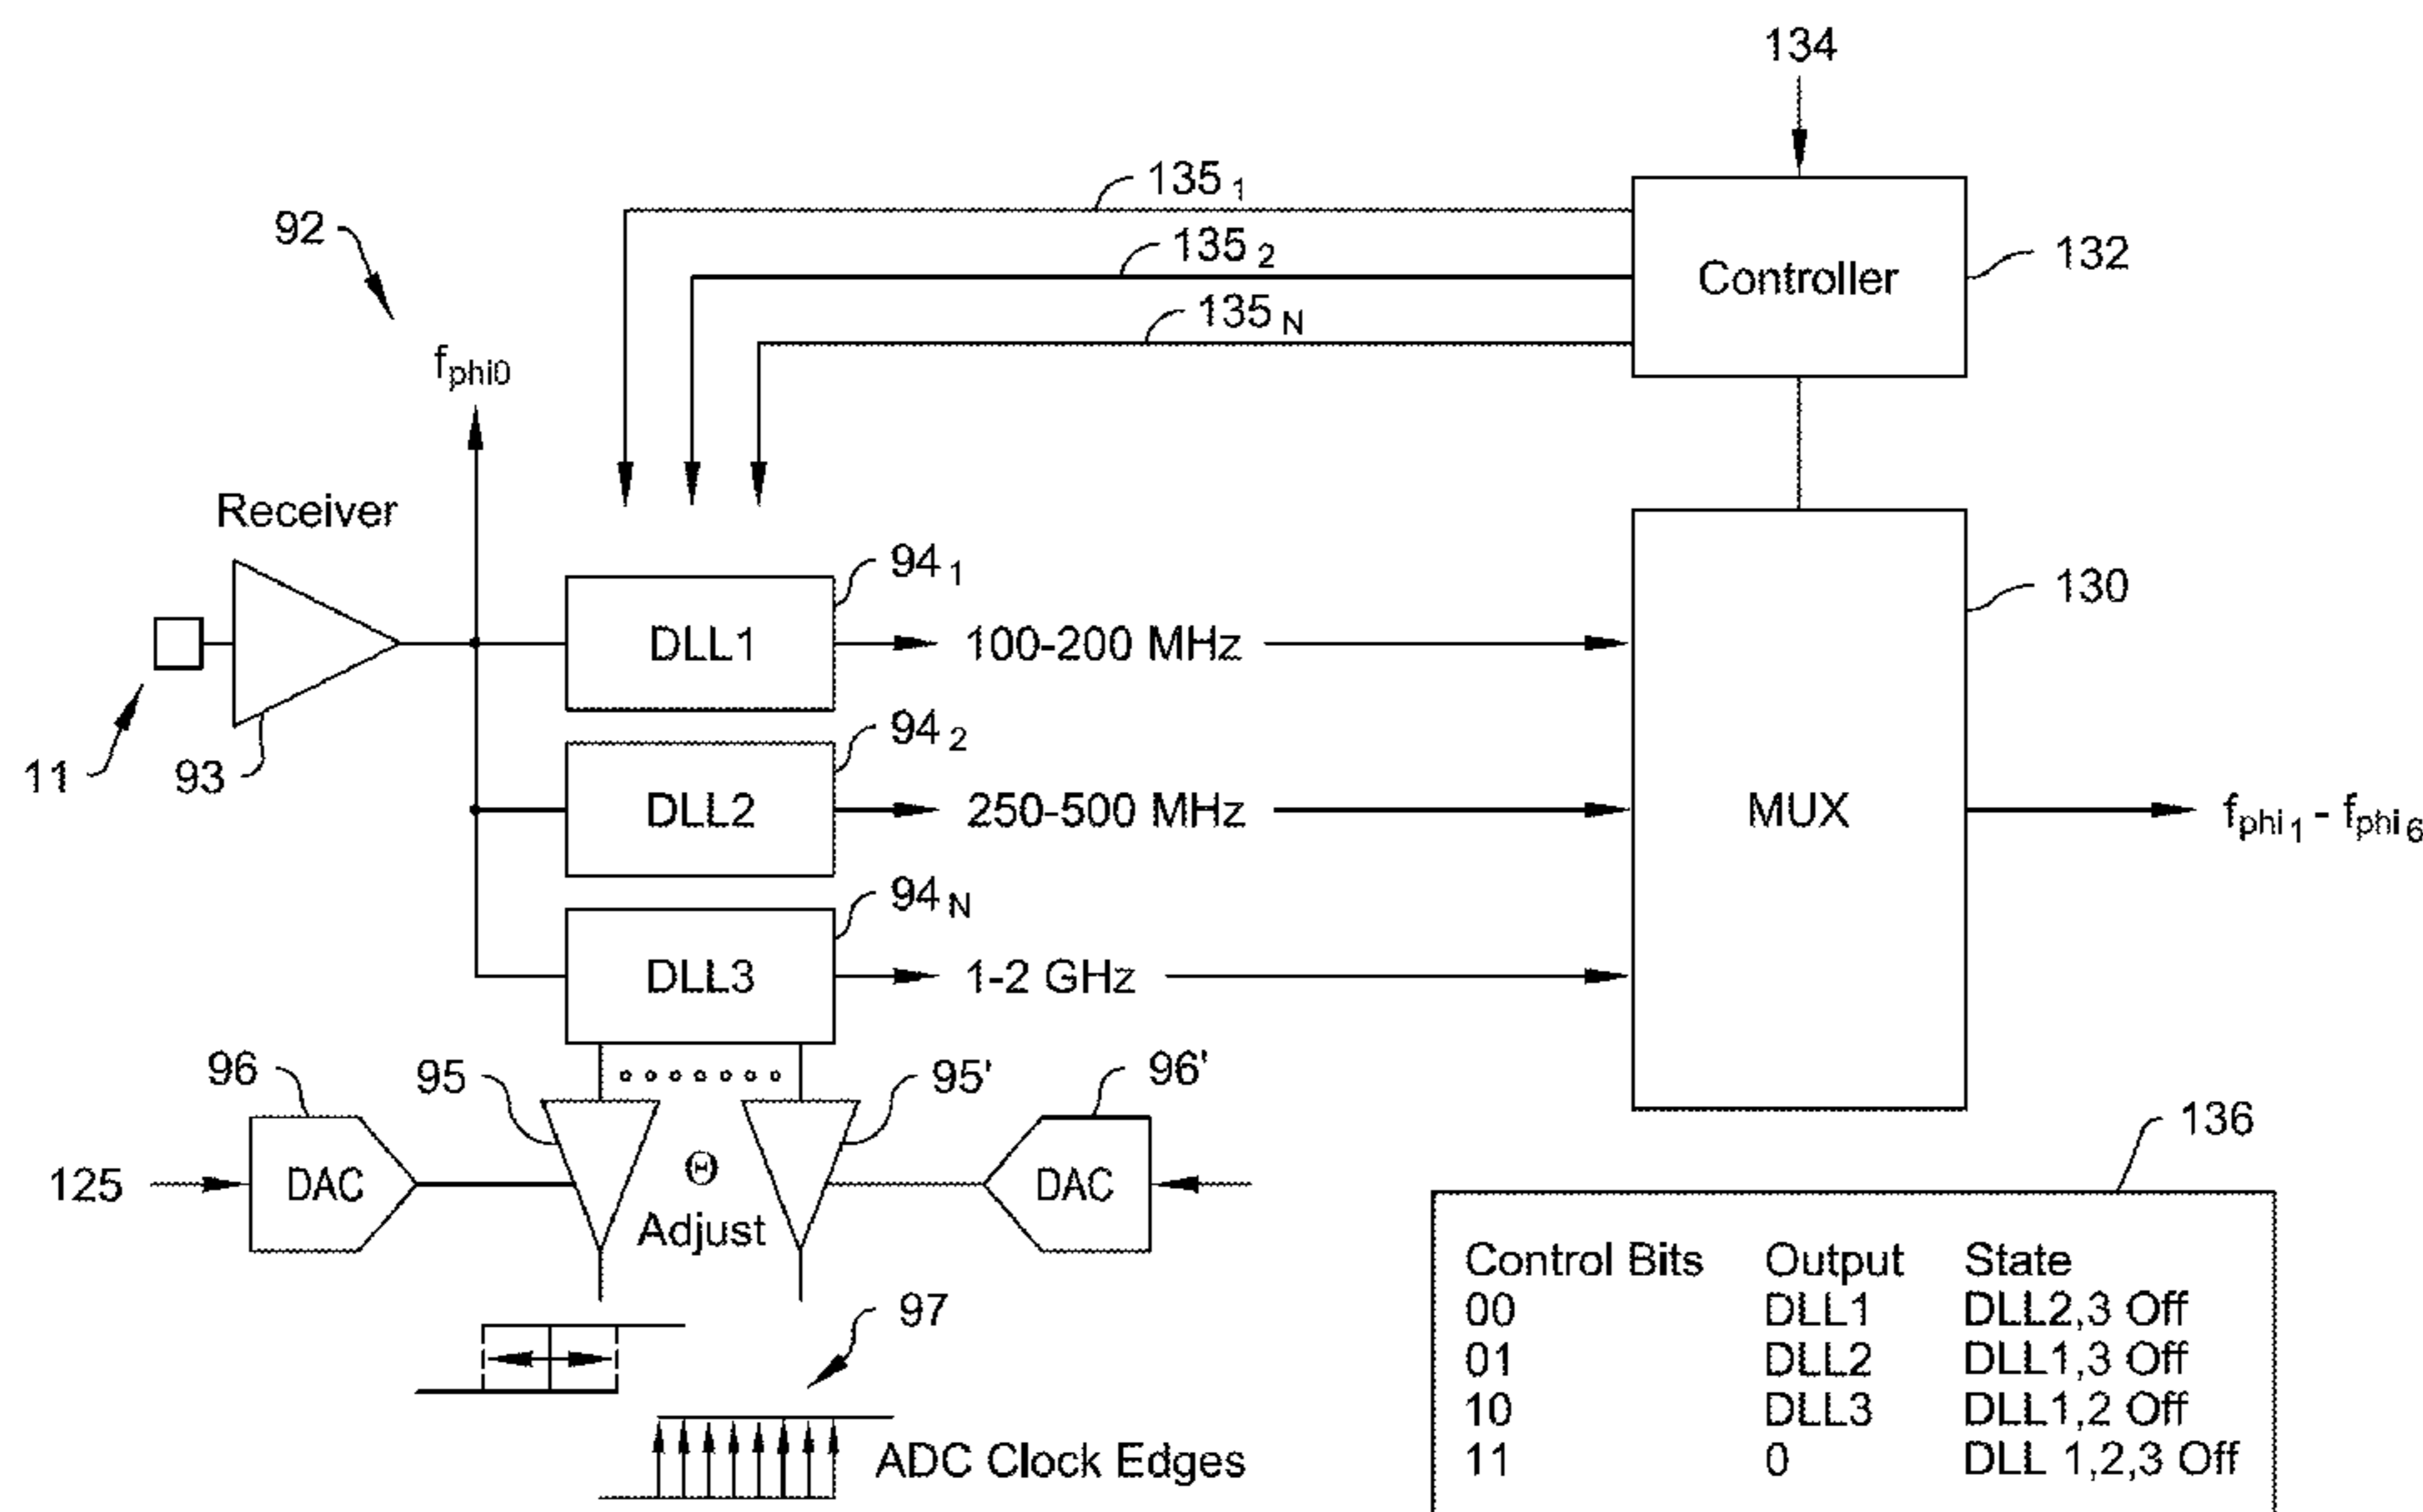 134
135 1
92
135 2
Controller
132
135 N
fphi0
Receiver
94 1
130
DLL1
100-200 MHz
11
93
94 2
DLL2
250-500 MHz
MUX
fphi 1 - fphi 6
94 N
DLL3
1-2 GHz
96
95
95'
96'
136
125
DAC
Θ
Adjust
DAC
Control Bits Output State
00 DLL1 DLL2,3 Off
01 DLL2 DLL1,3 Off
10 DLL3 DLL1,2 Off
11 0 DLL 1,2,3 Off
97
ADC Clock Edges